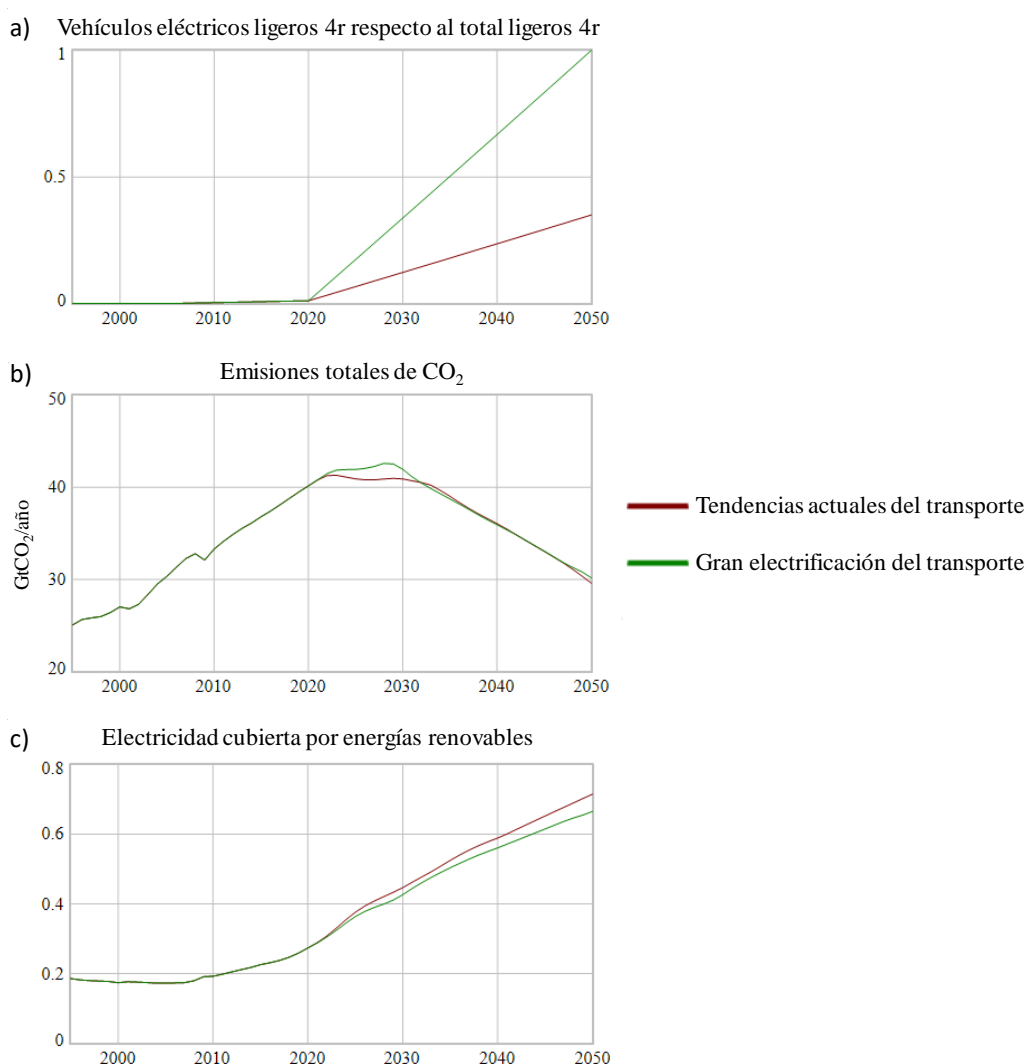 a) Vehículos eléctricos ligeros 4r respecto al total ligeros 4r
1
0.5
0
2000 2010 2020 2030 2040 2050
b) Emisiones totales de CO₂
50
40
30
20
GtCO₂/año
2000 2010 2020 2030 2040 2050
Tendencias actuales del transporte
Gran electrificación del transporte
c) Electricidad cubierta por energías renovables
0.8
0.6
0.4
0.2
0
2000 2010 2020 2030 2040 2050